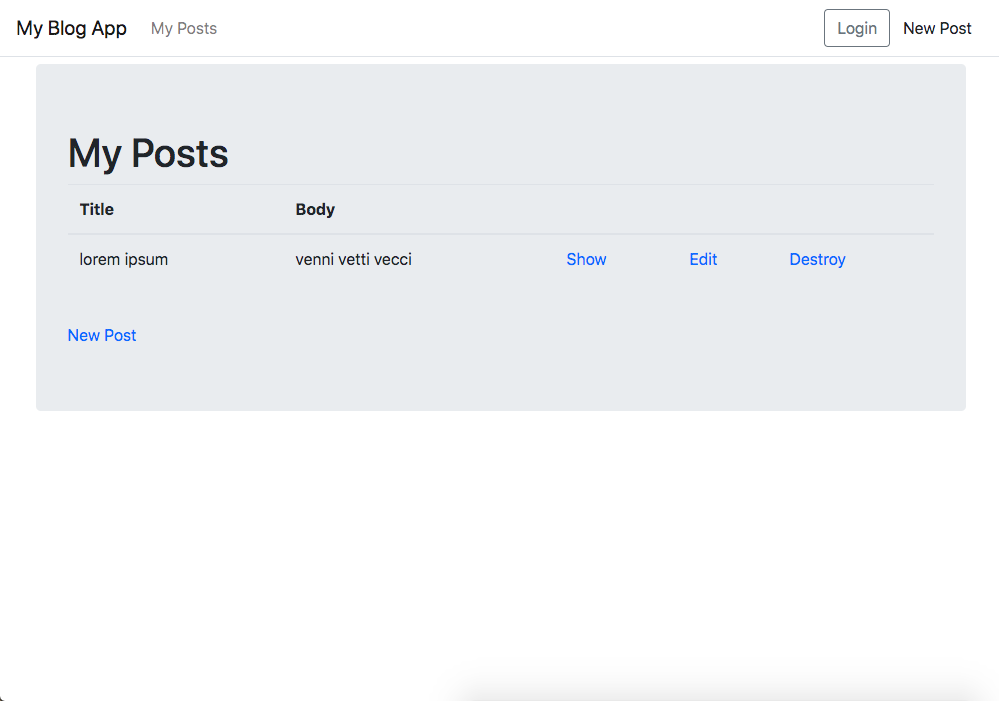 My Blog App My Posts Login New Post
My Posts
Title Body
lorem ipsum venni vetti vecci Show Edit Destroy
New Post